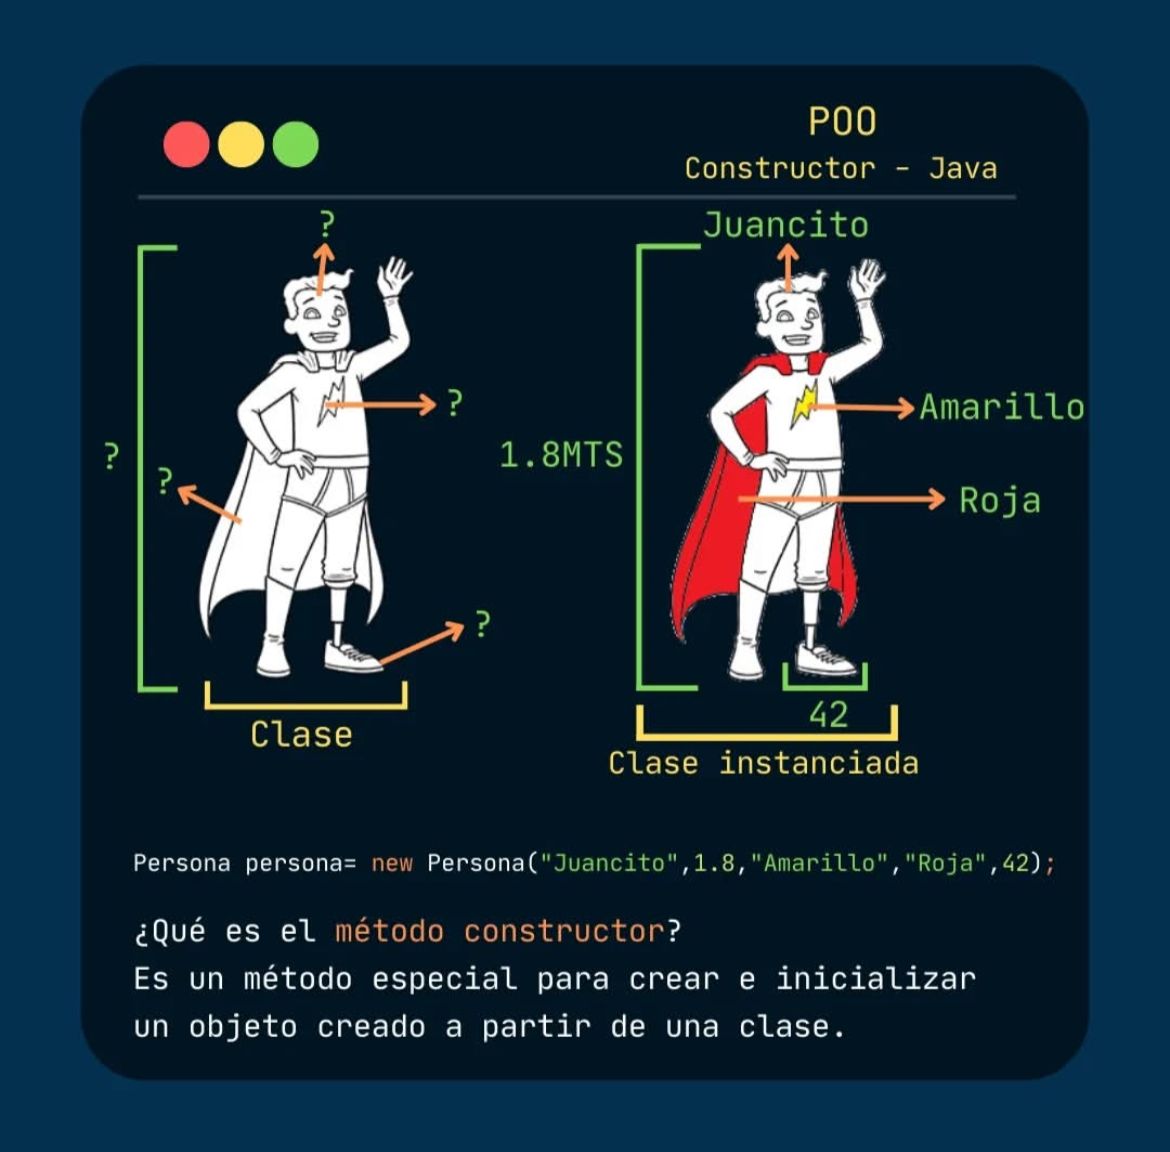 POO
Constructor - Java
?
?
?
?
?
Clase
Juancito
Amarillo
1.8MTS
Roja
42
Clase instanciada
Persona persona= new Persona("Juancito",1.8,"Amarillo","Roja",42);
¿Qué es el método constructor?
Es un método especial para crear e inicializar
un objeto creado a partir de una clase.